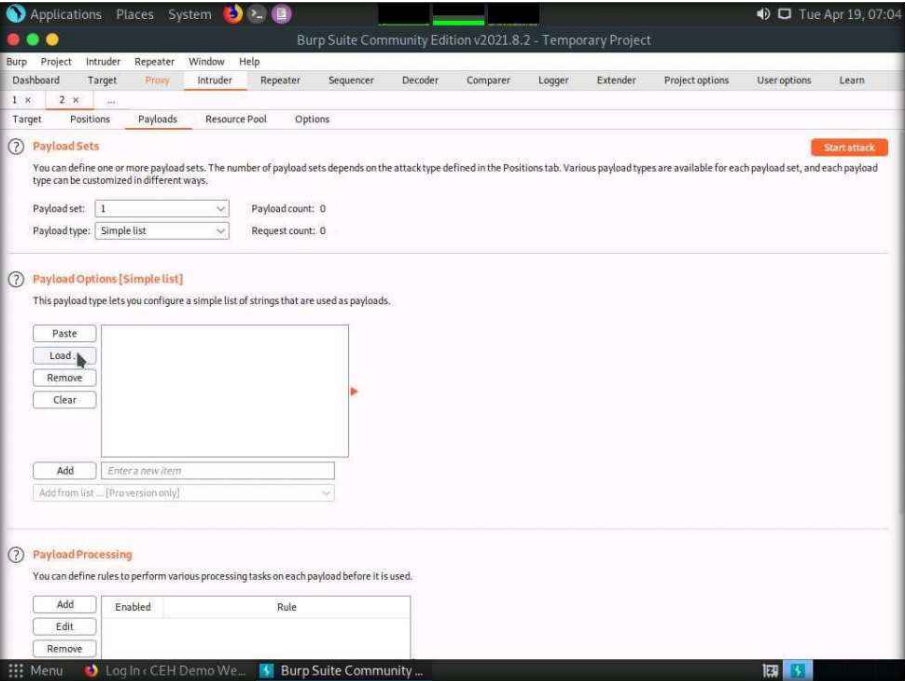 Applications Places System Tue Apr 19, 07:04
Burp Suite Community Edition v2021.8.2 - Temporary Project
Burp Project Intruder Repeater Window Help
Dashboard Target Proxy Intruder Repeater Sequencer Decoder Comparer Logger Extender Project options User options Learn
1 × 2 × ...
Target Positions Payloads Resource Pool Options
? Payload Sets Start attack
You can define one or more payload sets. The number of payload sets depends on the attack type defined in the Positions tab. Various payload types are available for each payload set, and each payload
type can be customized in different ways.
Payload set: 1 Payload count: 0
Payload type: Simple list Request count: 0
? Payload Options [Simple list]
This payload type lets you configure a simple list of strings that are used as payloads.
Paste
Load
Remove
Clear
Add Enter a new item
Add from list ... [Pro version only]
? Payload Processing
You can define rules to perform various processing tasks on each payload before it is used.
Add Enabled Rule
Edit
Remove
Menu Log In ‹ CEH Demo We... Burp Suite Community ...